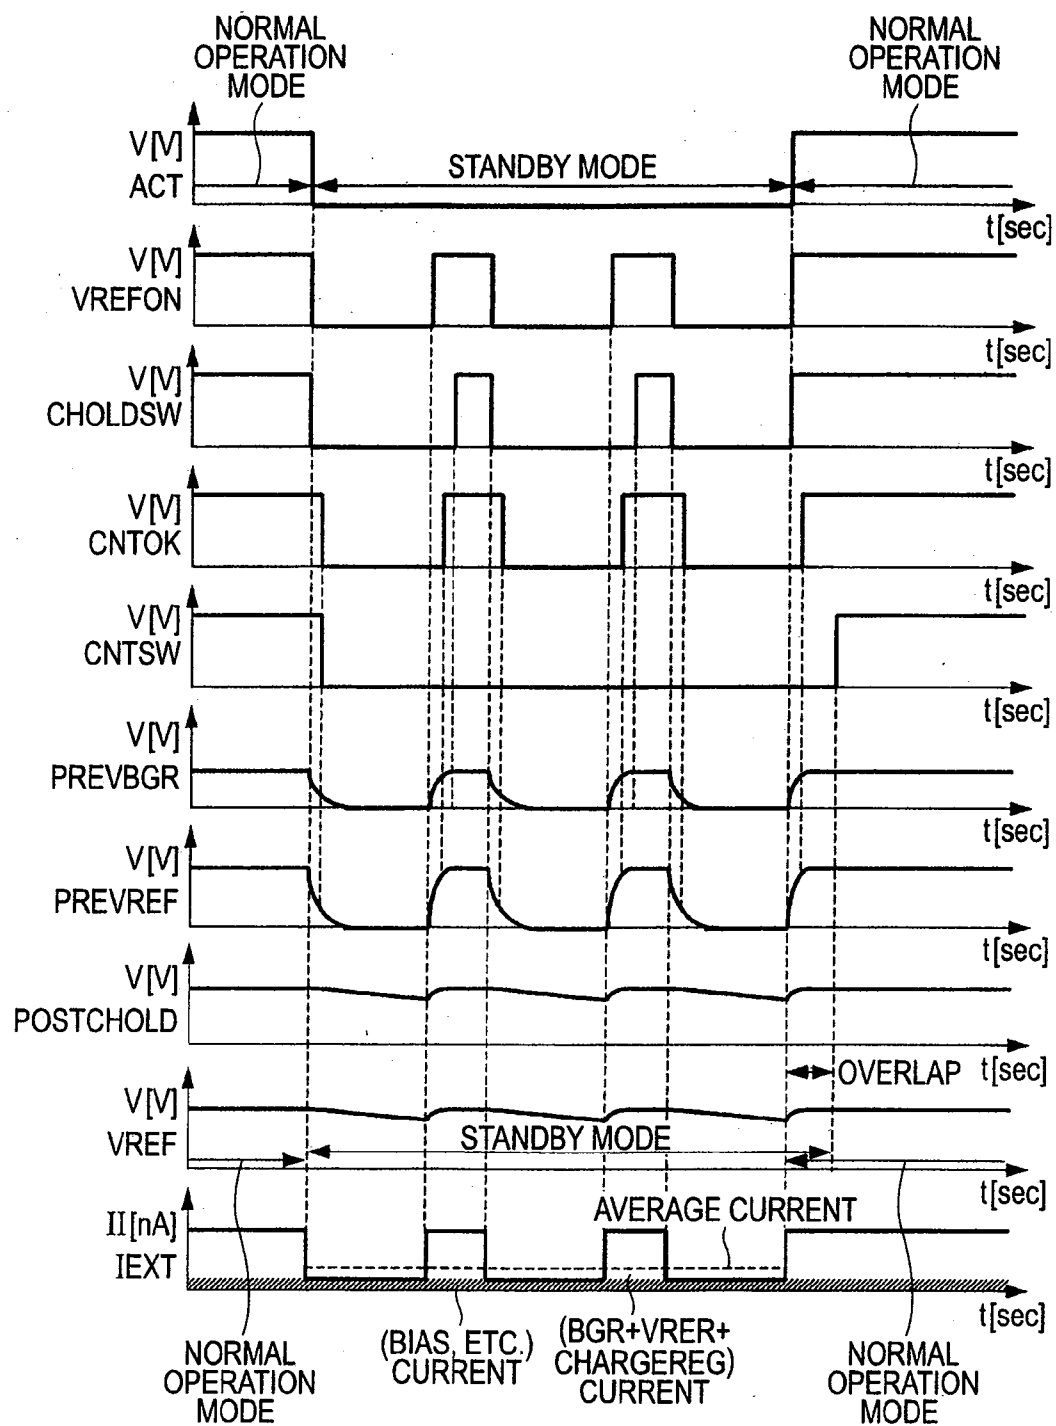 NORMAL
OPERATION
MODE
NORMAL
OPERATION
MODE
V[V]
ACT
STANDBY MODE
t[sec]
V[V]
VREFON
t[sec]
V[V]
CHOLDSW
t[sec]
V[V]
CNTOK
t[sec]
V[V]
CNTSW
t[sec]
V[V]
PREVBGR
t[sec]
V[V]
PREVREF
t[sec]
V[V]
POSTCHOLD
OVERLAP
t[sec]
V[V]
VREF
STANDBY MODE
t[sec]
II[nA]
IEXT
AVERAGE CURRENT
t[sec]
NORMAL
OPERATION
MODE
(BIAS, ETC.)
CURRENT
(BGR+VRER+
CHARGEREG)
CURRENT
NORMAL
OPERATION
MODE